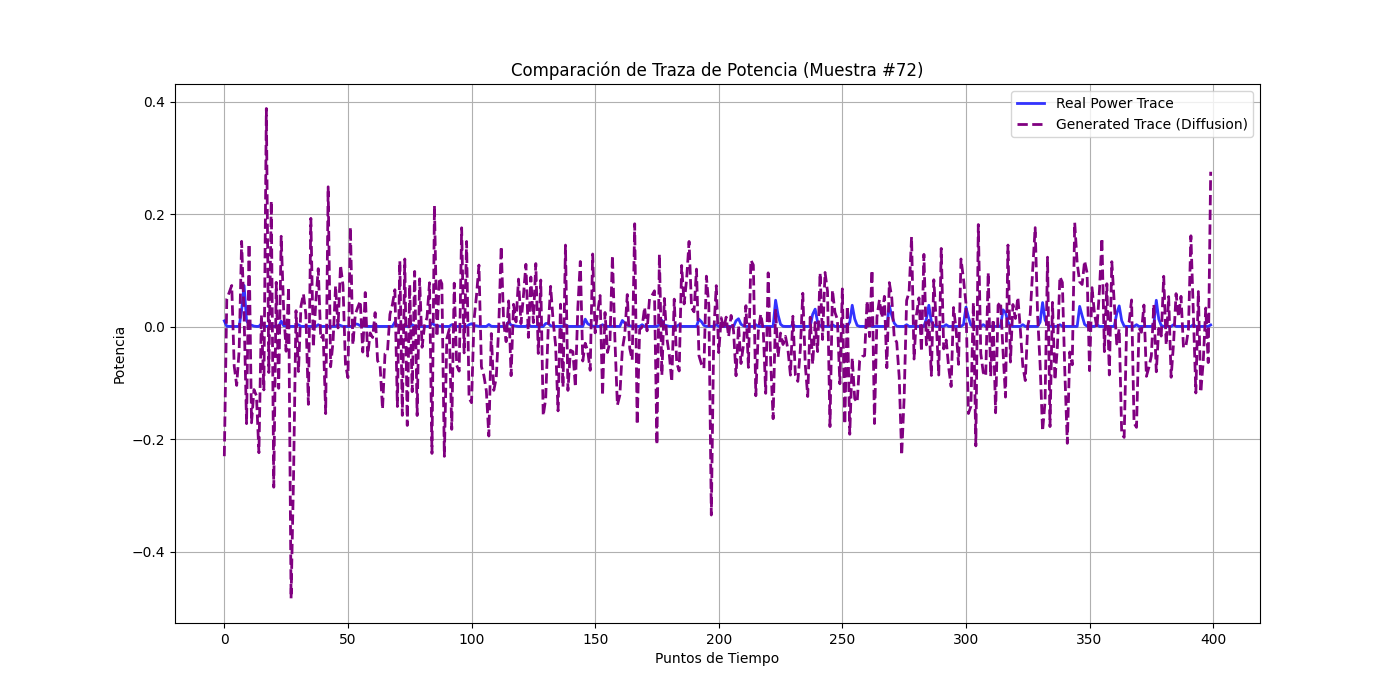 Comparación de Traza de Potencia (Muestra #72)
Real Power Trace
Generated Trace (Diffusion)
Potencia
0.4
0.2
0.0
−0.2
−0.4
0 50 100 150 200 250 300 350 400
Puntos de Tiempo